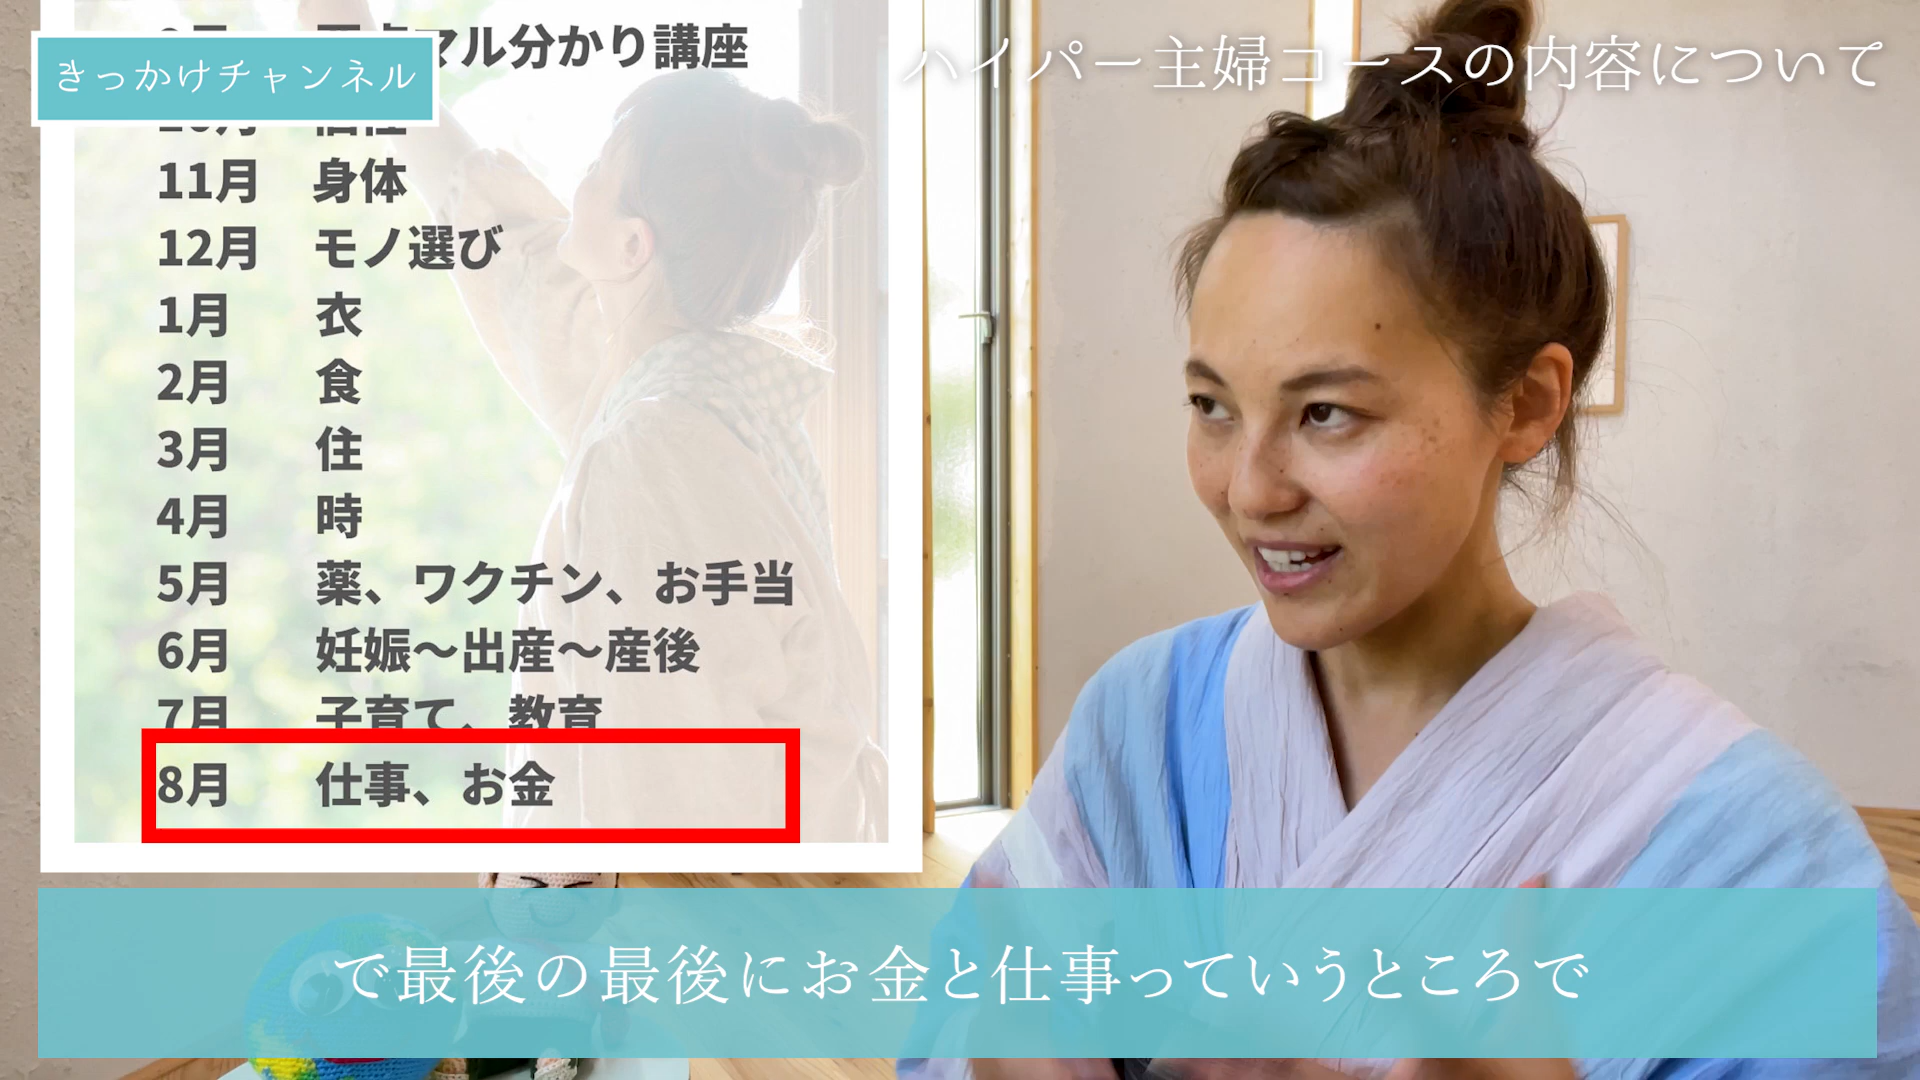 きっかけチャンネル
ハイパー主婦コースの内容について
マル分かり講座
11月 身体
12月 モノ選び
1月 衣
2月 食
3月 住
4月 時
5月 薬、ワクチン、お手当
6月 妊娠〜出産〜産後
7月 子育て、教育
8月 仕事、お金
で最後の最後にお金と仕事っていうところで